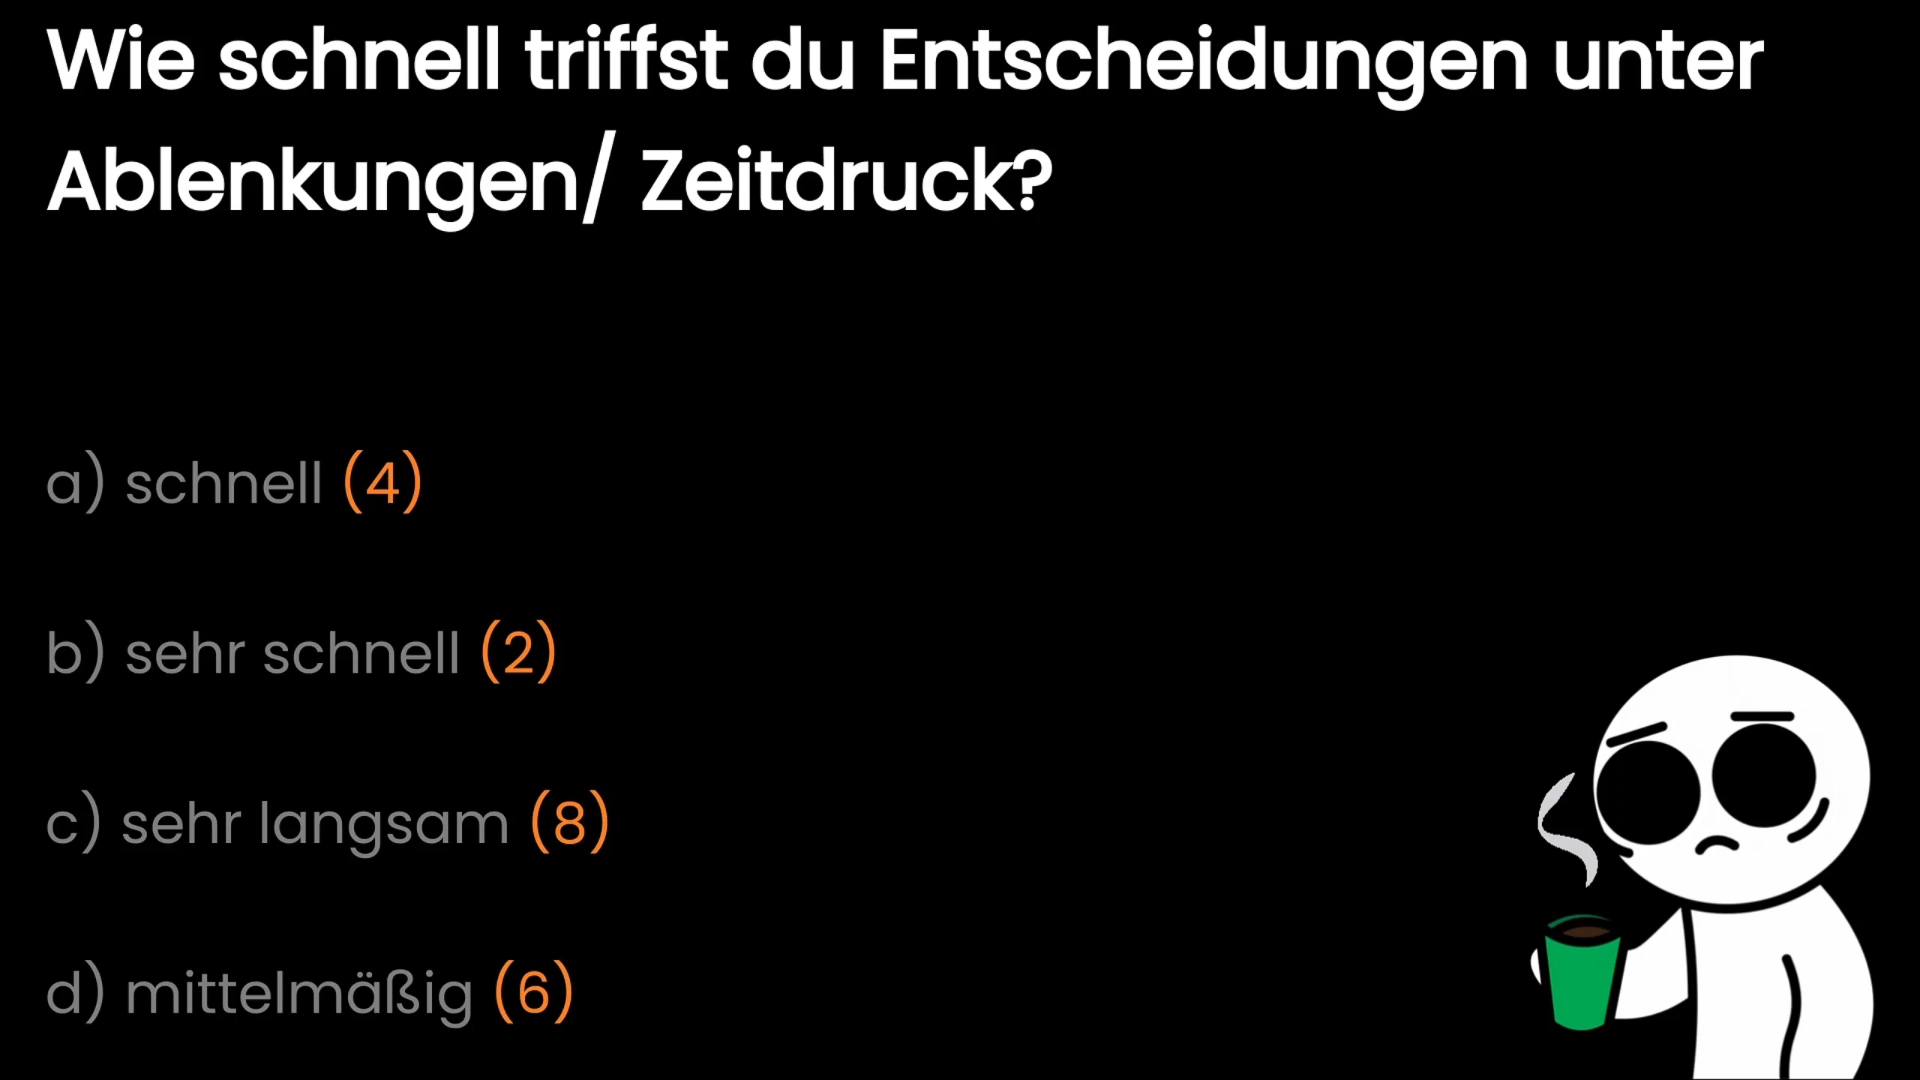 Wie schnell triffst du Entscheidungen unter
Ablenkungen/ Zeitdruck?
a) schnell (4)
b) sehr schnell (2)
c) sehr langsam (8)
d) mittelmäßig (6)